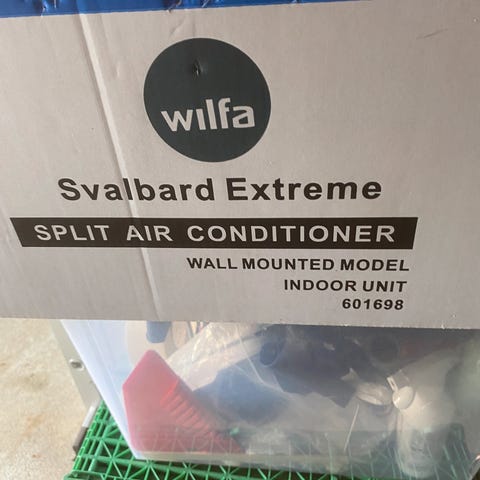 wilfa
Svalbard Extreme
SPLIT AIR CONDITIONER
WALL MOUNTED MODEL
INDOOR UNIT
601698